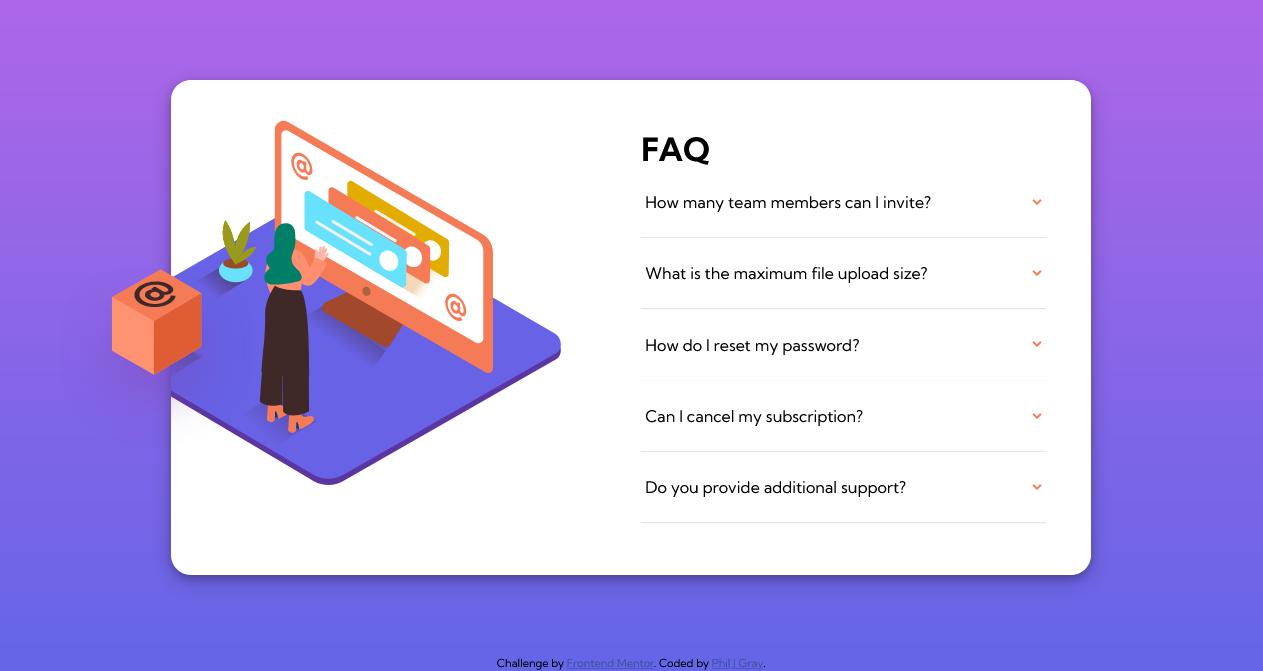 @
@
@
FAQ
How many team members can I invite?
What is the maximum file upload size?
How do I reset my password?
Can I cancel my subscription?
Do you provide additional support?
Challenge by Frontend Mentor. Coded by Phil J Gray.